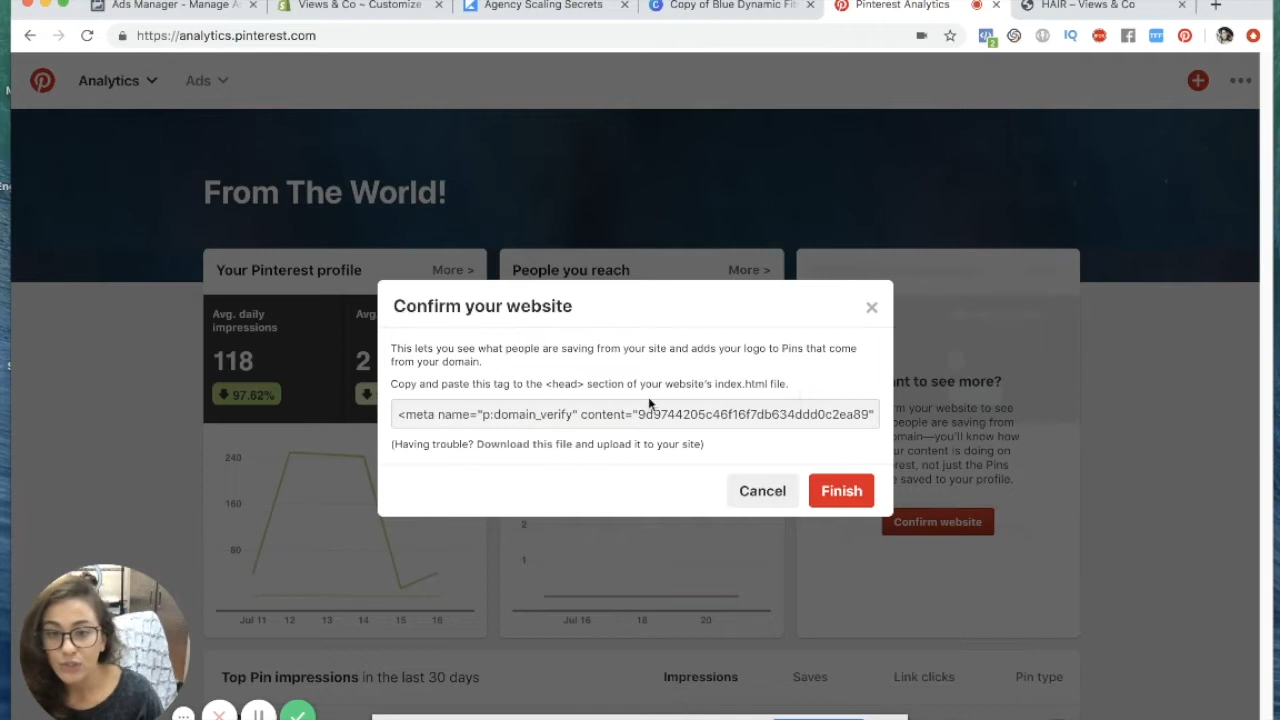 Ads Manager - Manage
Views & Co ~ Customize
Agency Scaling Secrets
Copy of Blue Dynamic Fit
Pinterest Analytics
HAIR – Views & Co
https://analytics.pinterest.com
2
IQ
TFF
Analytics
Ads
From The World!
Your Pinterest profile
More >
People you reach
More >
Avg. daily
impressions
Avg.
118
2
97.62%
240
160
80
Jul 11
12
13
14
15
16
2
1
Jul 16
18
20
Confirm your website
This lets you see what people are saving from your site and adds your logo to Pins that come
from your domain.
Copy and paste this tag to the <head> section of your website's index.html file.
<meta name="p:domain_verify" content="9d9744205c46f16f7db634ddd0c2ea89"
(Having trouble? Download this file and upload it to your site)
Cancel
Finish
nt to see more?
rm your website to see
people are saving from
omain—you'll know how
ur content is doing on
rest, not just the Pins
e saved to your profile.
Confirm website
Top Pin impressions in the last 30 days
Impressions
Saves
Link clicks
Pin type